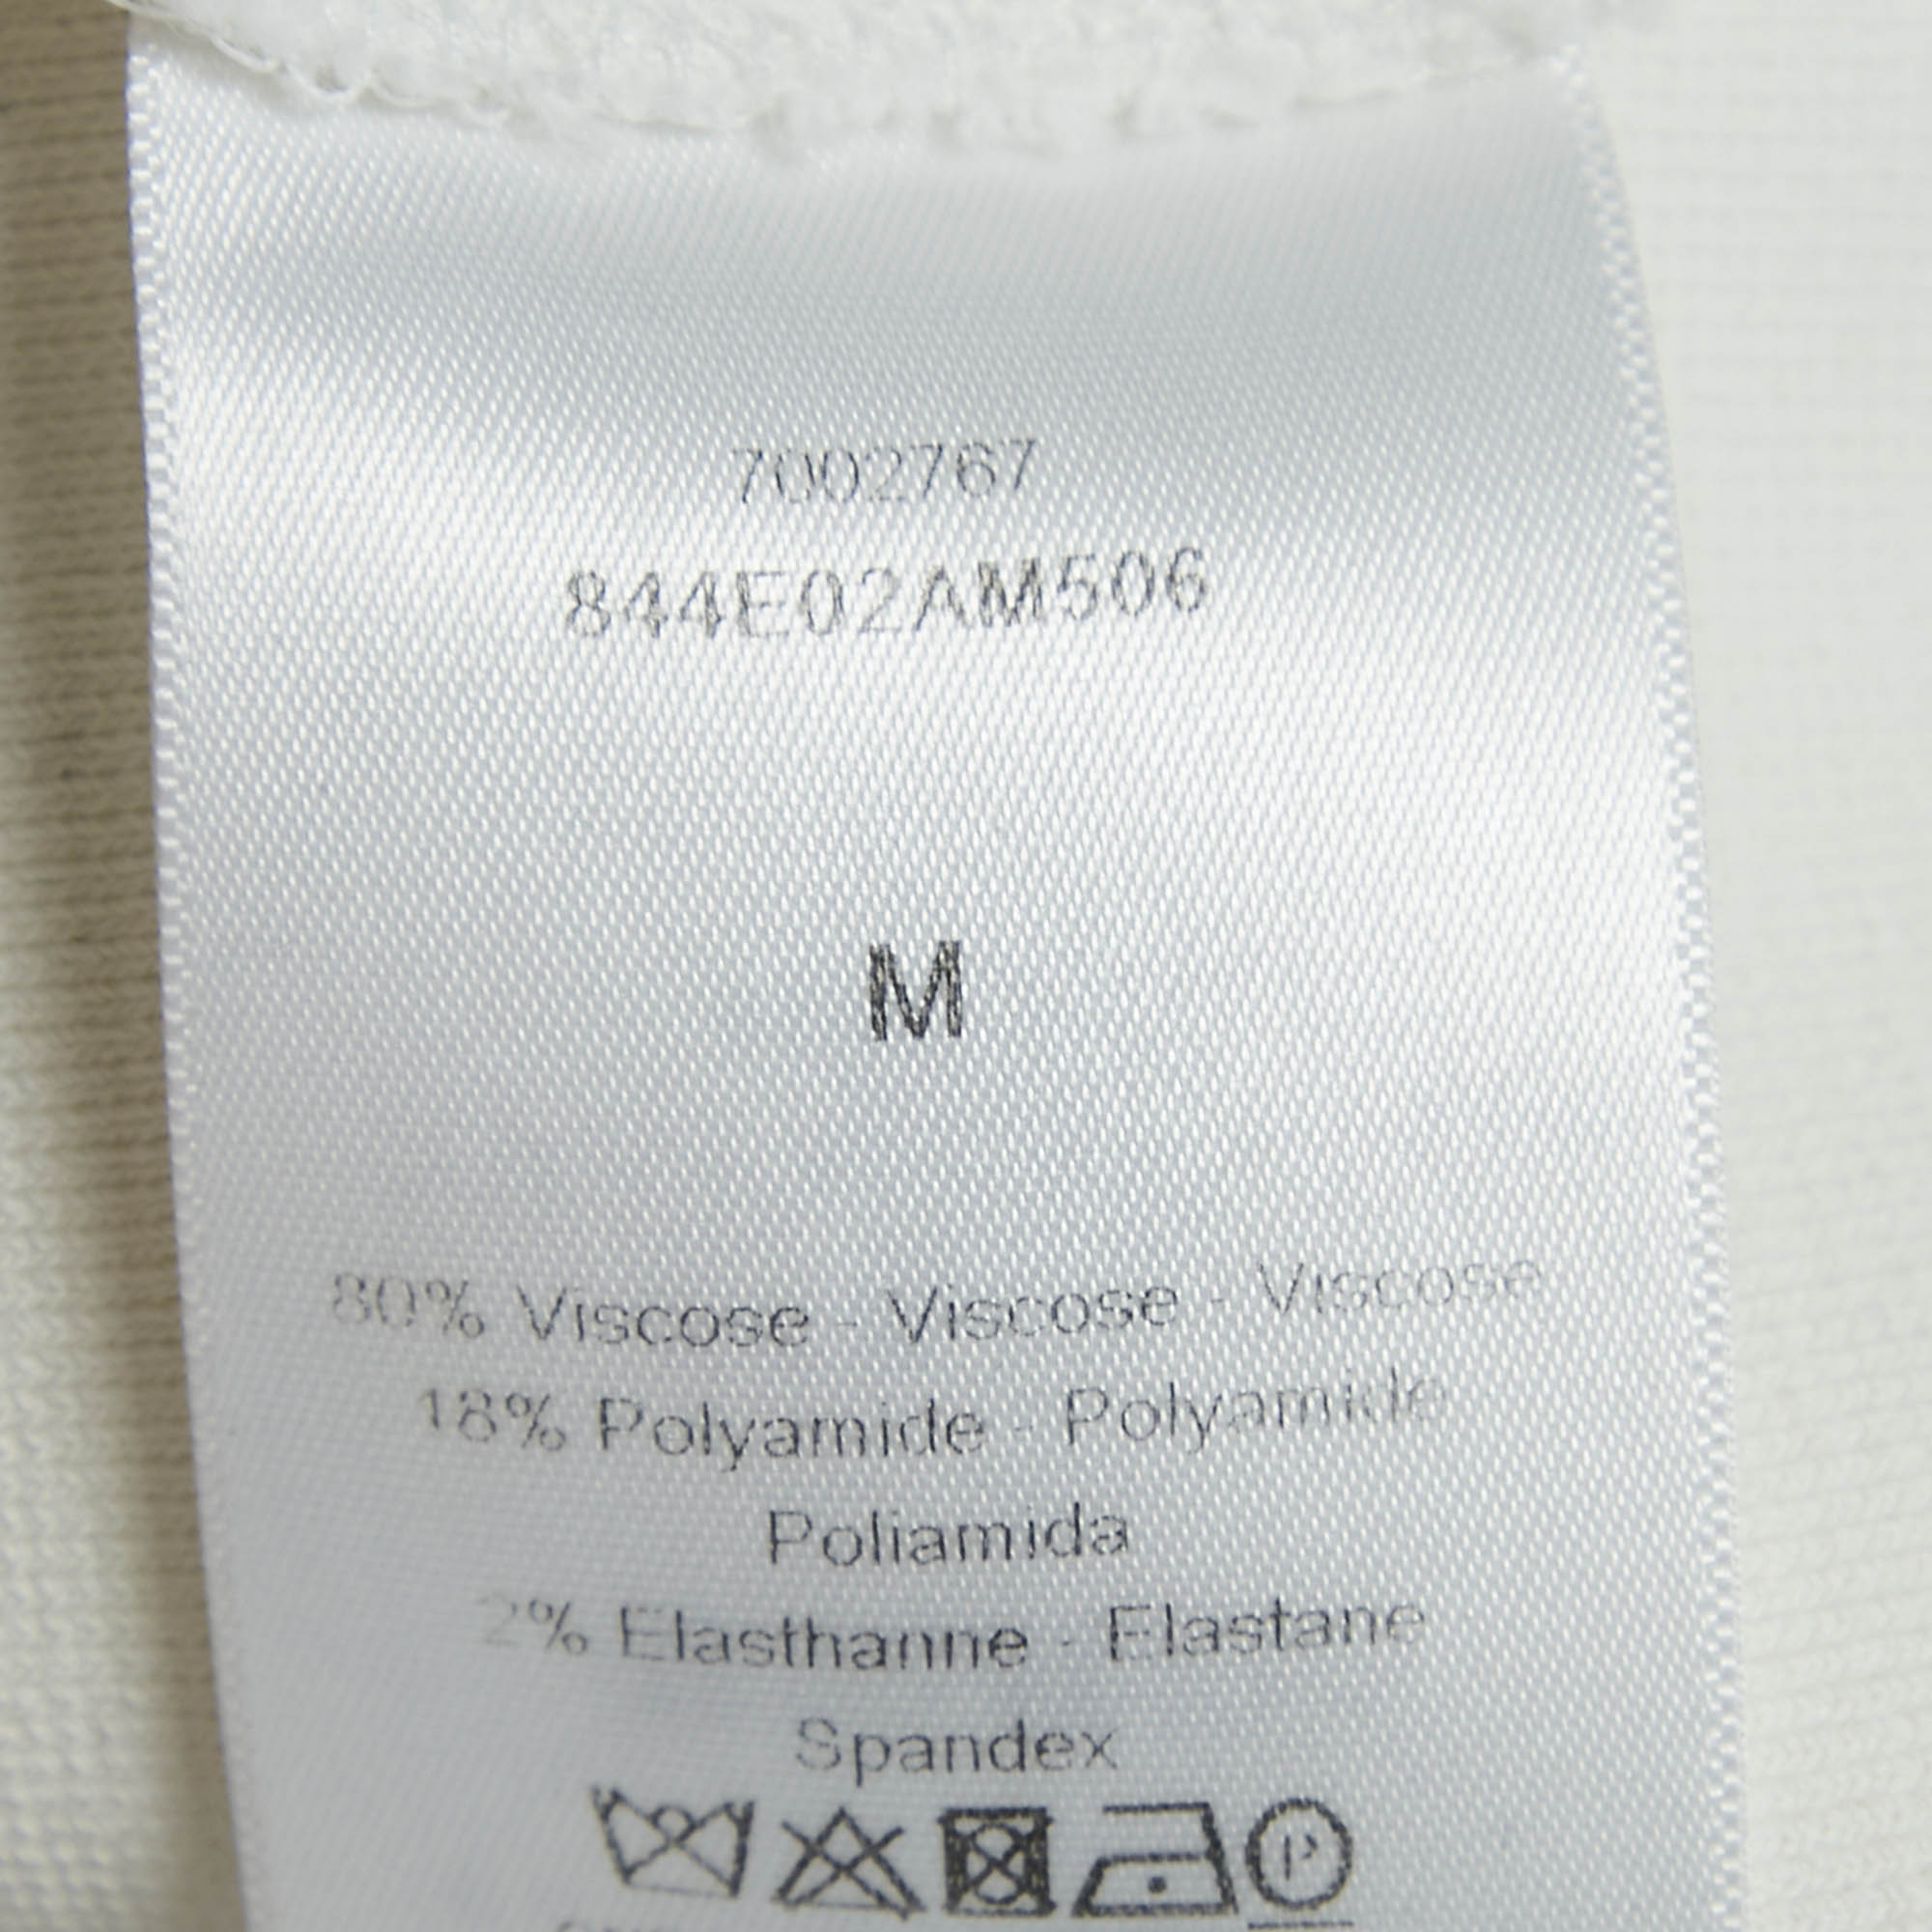 7002767
844E02AM506
M
80% Viscose - Viscose - Viscose
18% Polyamide - Polyamide
Poliamida
2% Elasthanne - Elastane
Spandex
P